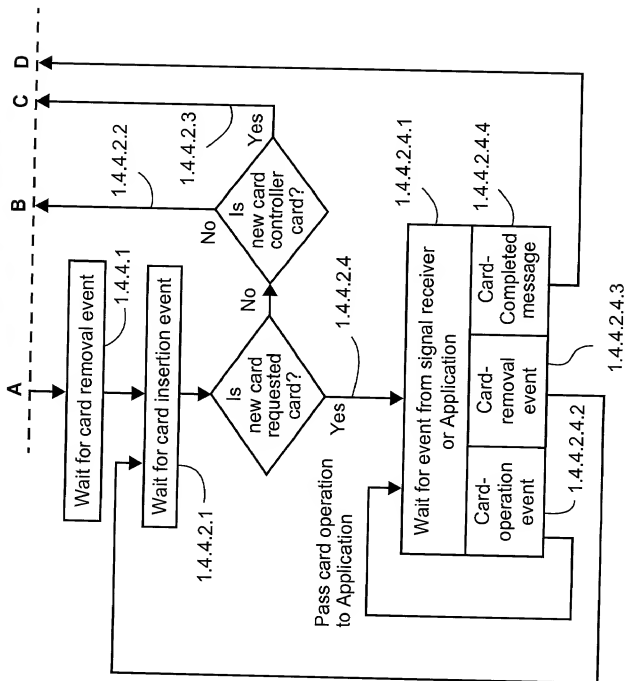 A
B
C
D
Wait for card removal event
1.4.4.1
Wait for card insertion event
1.4.4.2.1
1.4.4.2.2
1.4.4.2.3
Is
new card
requested
card?
No
Is
new card
controller
card?
No
Yes
Yes
1.4.4.2.4
Pass card operation
to Application
Wait for event from signal receiver
or Application
1.4.4.2.4.1
Card-
operation
event
Card-
removal
event
Card-
Completed
message
1.4.4.2.4.4
1.4.4.2.4.2
1.4.4.2.4.3